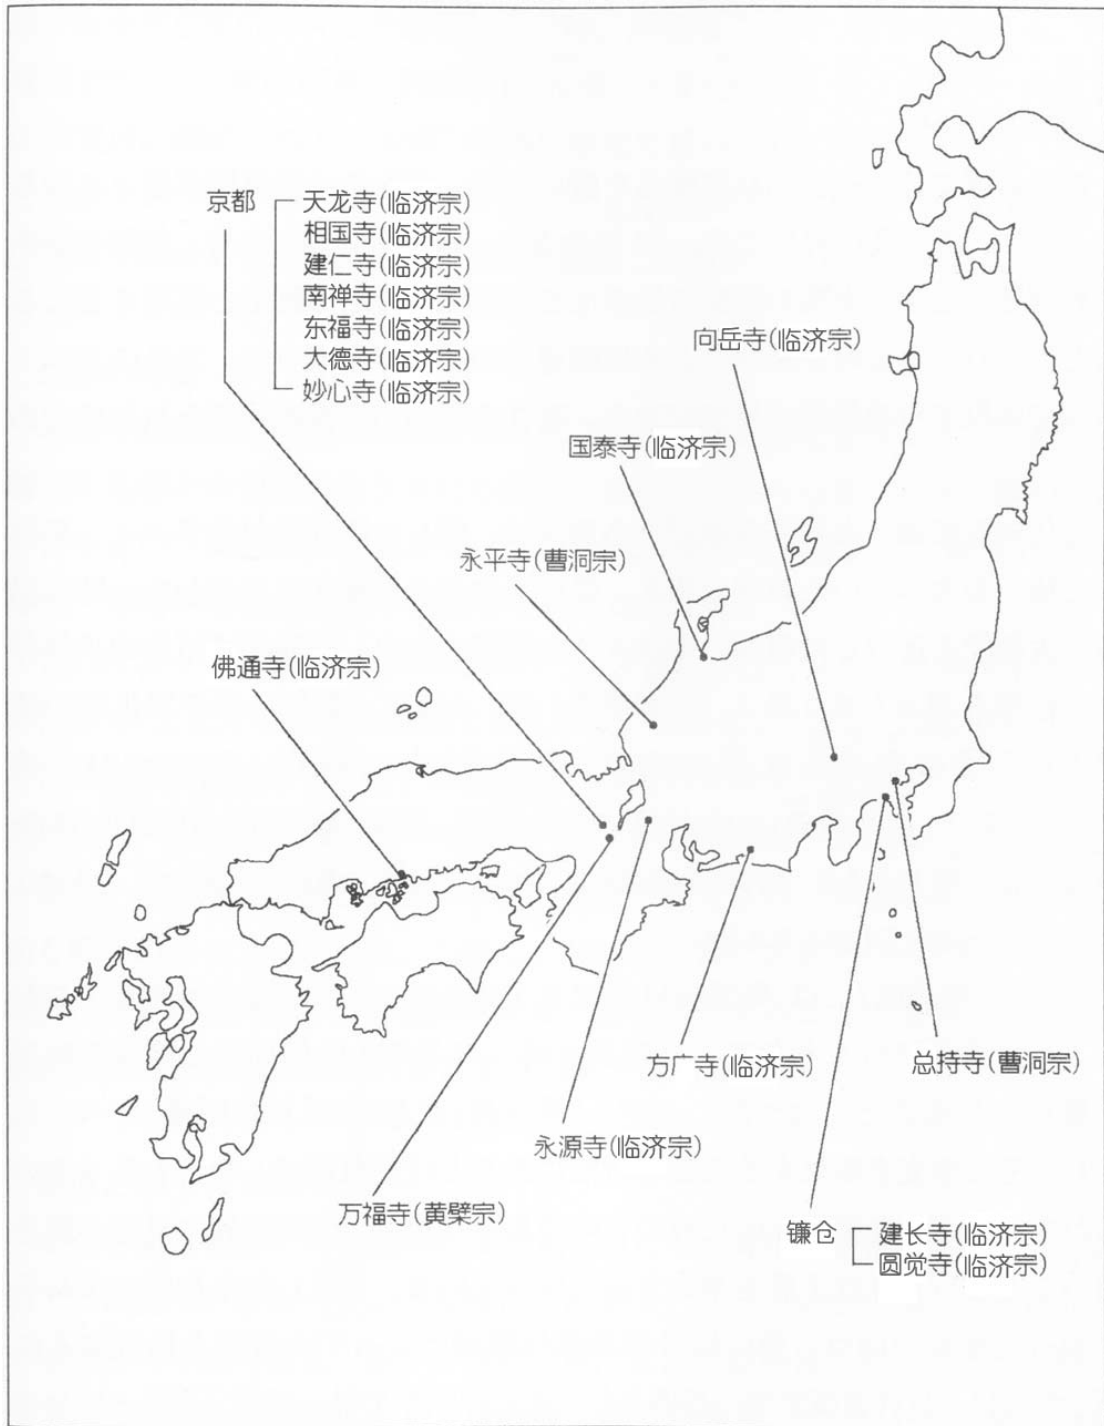 京都
天龙寺(临济宗)
相国寺(临济宗)
建仁寺(临济宗)
南禅寺(临济宗)
东福寺(临济宗)
大德寺(临济宗)
妙心寺(临济宗)
向岳寺(临济宗)
国泰寺(临济宗)
永平寺(曹洞宗)
佛通寺(临济宗)
方广寺(临济宗)
总持寺(曹洞宗)
永源寺(临济宗)
万福寺(黄檗宗)
镰仓
建长寺(临济宗)
圆觉寺(临济宗)